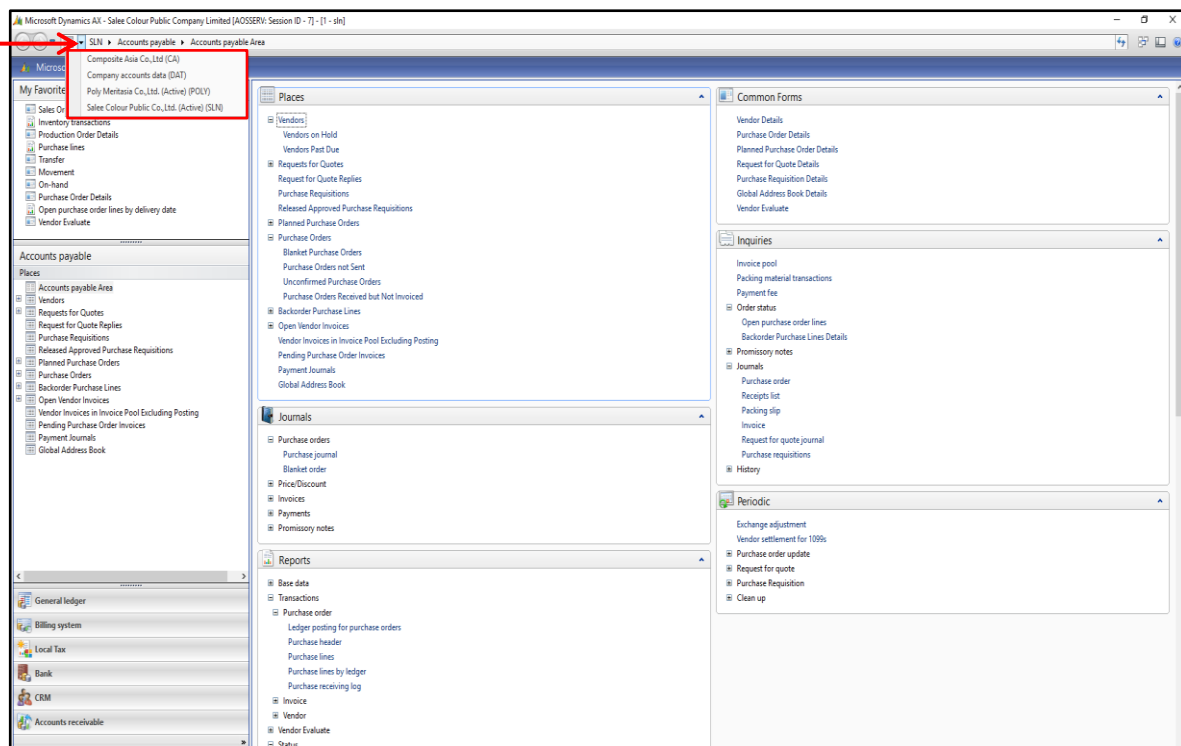 Microsoft Dynamics AX - Salee Colour Public Company Limited [AOSSERV: Session ID - 7] - [1 - sln]
SLN ▸ Accounts payable ▸ Accounts payable Area
Composite Asia Co.,Ltd (CA)
Company accounts data (DAT)
Poly Meritasia Co.,Ltd. (Active) (POLY)
Salee Colour Public Co.,Ltd. (Active) (SLN)
My Favorite
Inventory transactions
Production Order Details
Purchase lines
Transfer
Movement
On-hand
Purchase Order Details
Open purchase order lines by delivery date
Vendor Evaluate
Accounts payable
Places
Accounts payable Area
Vendors
Requests for Quotes
Request for Quote Replies
Purchase Requisitions
Released Approved Purchase Requisitions
Planned Purchase Orders
Purchase Orders
Backorder Purchase Lines
Open Vendor Invoices
Vendor Invoices in Invoice Pool Excluding Posting
Pending Purchase Order Invoices
Payment Journals
Global Address Book
General ledger
Billing system
Local Tax
Bank
CRM
Accounts receivable
Places
Vendors
Vendors on Hold
Vendors Past Due
Requests for Quotes
Request for Quote Replies
Purchase Requisitions
Released Approved Purchase Requisitions
Planned Purchase Orders
Purchase Orders
Blanket Purchase Orders
Purchase Orders not Sent
Unconfirmed Purchase Orders
Purchase Orders Received but Not Invoiced
Backorder Purchase Lines
Open Vendor Invoices
Vendor Invoices in Invoice Pool Excluding Posting
Pending Purchase Order Invoices
Payment Journals
Global Address Book
Journals
Purchase orders
Purchase journal
Blanket order
Price/Discount
Invoices
Payments
Promissory notes
Reports
Base data
Transactions
Purchase order
Ledger posting for purchase orders
Purchase header
Purchase lines
Purchase lines by ledger
Purchase receiving log
Invoice
Vendor
Vendor Evaluate
Status
Common Forms
Vendor Details
Purchase Order Details
Planned Purchase Order Details
Request for Quote Details
Purchase Requisition Details
Global Address Book Details
Vendor Evaluate
Inquiries
Invoice pool
Packing material transactions
Payment fee
Order status
Open purchase order lines
Backorder Purchase Lines Details
Promissory notes
Journals
Purchase order
Receipts list
Packing slip
Invoice
Request for quote journal
Purchase requisitions
History
Periodic
Exchange adjustment
Vendor settlement for 1099s
Purchase order update
Request for quote
Purchase Requisition
Clean up